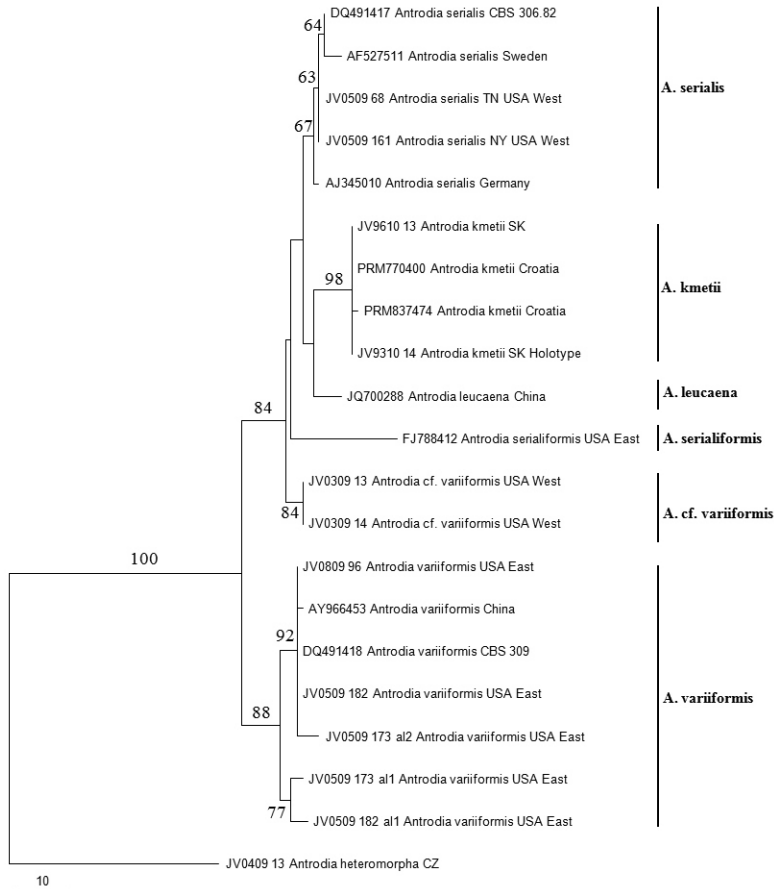 DQ491417 Antrodia serialis CBS 306.82
64
AF527511 Antrodia serialis Sweden
63
A. serialis
JV0509 68 Antrodia serialis TN USA West
67
JV0509 161 Antrodia serialis NY USA West
AJ345010 Antrodia serialis Germany
JV9610 13 Antrodia kmetii SK
PRM770400 Antrodia kmetii Croatia
98
A. kmetii
PRM837474 Antrodia kmetii Croatia
JV9310 14 Antrodia kmetii SK Holotype
JQ700288 Antrodia leucaena China
A. leucaena
84
FJ788412 Antrodia serialiformis USA East
A. serialiformis
JV0309 13 Antrodia cf. variiformis USA West
84
A. cf. variiformis
JV0309 14 Antrodia cf. variiformis USA West
100
JV0809 96 Antrodia variiformis USA East
AY966453 Antrodia variiformis China
92
DQ491418 Antrodia variiformis CBS 309
JV0509 182 Antrodia variiformis USA East
A. variiformis
88
JV0509 173 al2 Antrodia variiformis USA East
JV0509 173 al1 Antrodia variiformis USA East
77
JV0509 182 al1 Antrodia variiformis USA East
JV0409 13 Antrodia heteromorpha CZ
10